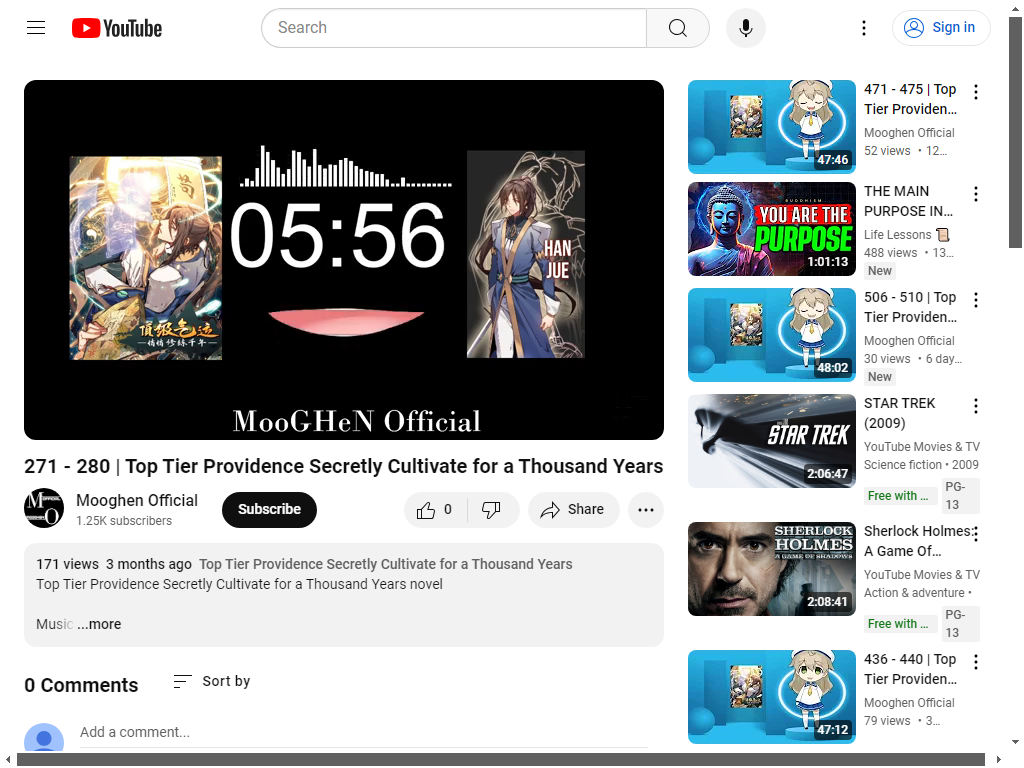 YouTube
Search
Sign in
05:56
頂級氣运
悄悄修练千年
HAN
JUE
MooGHeN Official
271 - 280 | Top Tier Providence Secretly Cultivate for a Thousand Years
Mooghen Official
1.25K subscribers
Subscribe
0
Share
171 views 3 months ago Top Tier Providence Secretly Cultivate for a Thousand Years
Top Tier Providence Secretly Cultivate for a Thousand Years novel
Music ...more
0 Comments
Sort by
Add a comment...
47:46
471 - 475 | Top
Tier Providen...
Mooghen Official
52 views • 12...
BUDDHISM
YOU ARE THE
PURPOSE
1:01:13
THE MAIN
PURPOSE IN...
Life Lessons 📜
488 views • 13...
New
48:02
506 - 510 | Top
Tier Providen...
Mooghen Official
30 views • 6 day...
New
STAR TREK
2:06:47
STAR TREK
(2009)
YouTube Movies & TV
Science fiction • 2009
Free with ...
PG-
13
SHERLOCK
HOLMES
A GAME OF SHADOWS
2:08:41
Sherlock Holmes:
A Game Of...
YouTube Movies & TV
Action & adventure •
Free with ...
PG-
13
47:12
436 - 440 | Top
Tier Providen...
Mooghen Official
79 views • 3...